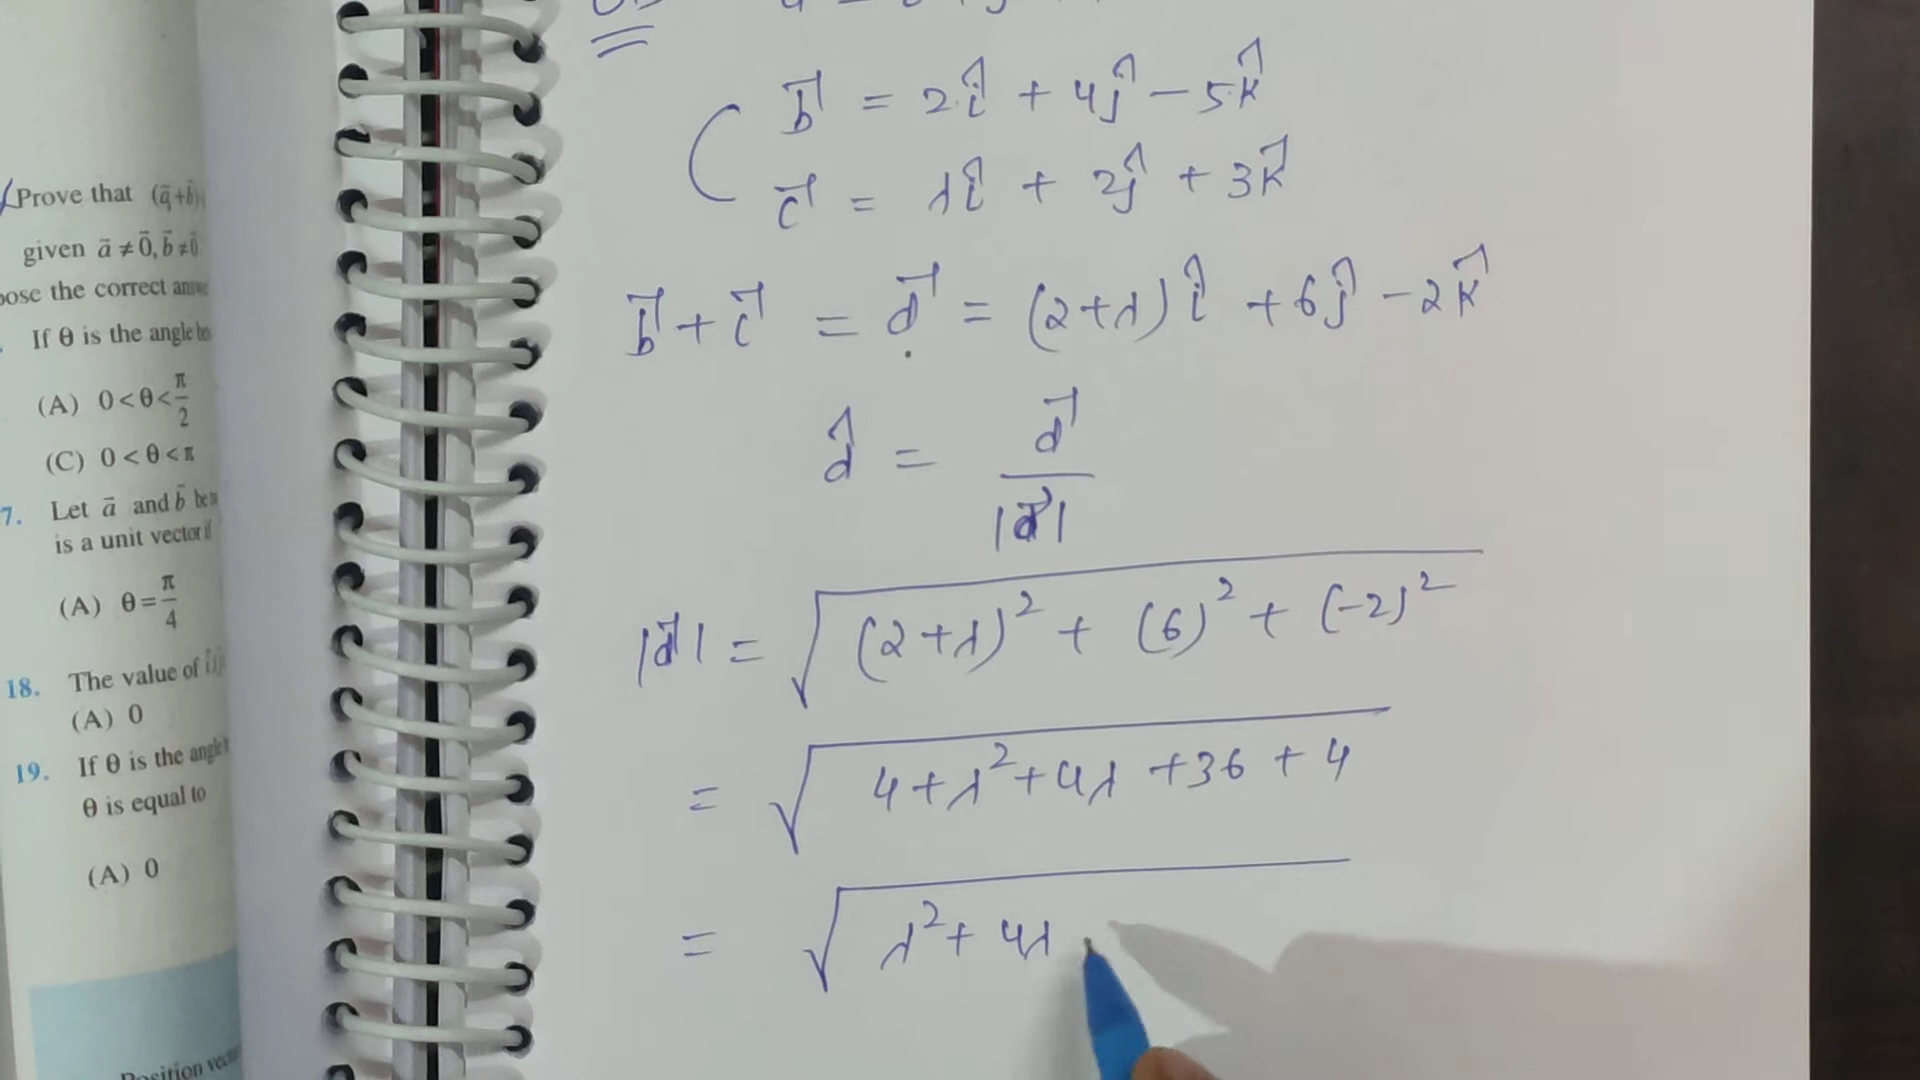 Prove that (a⃗+b⃗)
given a⃗ ≠ 0⃗, b⃗ ≠ 0⃗
ose the correct
If θ is the angle
(A) 0<θ<π/2
(C) 0<θ<π
7. Let a⃗ and b⃗ be
is a unit vector if
(A) θ=π/4
18. The value of
(A) 0
19. If θ is the angle
θ is equal to
(A) 0
Position
b⃗ = 2î + 4ĵ − 5k̂
c⃗ = λî + 2ĵ + 3k̂
b⃗ + c⃗ = d⃗ = (2+λ)î + 6ĵ − 2k̂
d̂ = d⃗/|d⃗|
|d⃗| = √((2+λ)² + (6)² + (−2)²)
= √(4+λ²+4λ+36+4)
= √(λ²+4λ